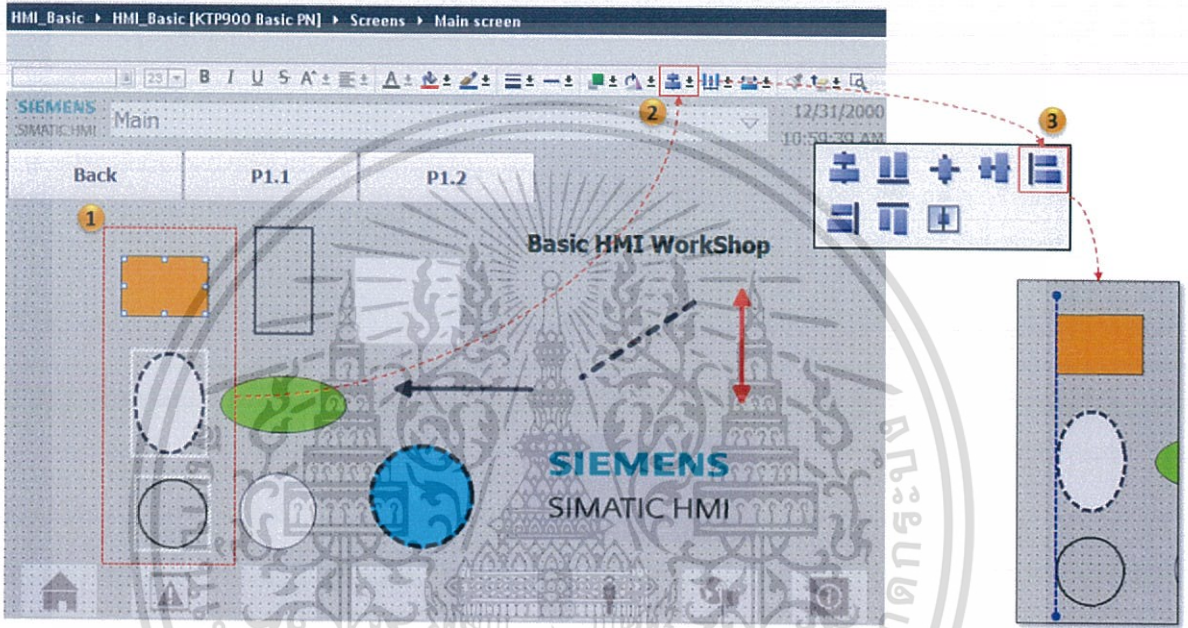 HMI_Basic ▸ HMI_Basic [KTP900 Basic PN] ▸ Screens ▸ Main screen
23 B I U S A
SIEMENS
SIMATIC HMI
Main
12/31/2000
10:59:39 AM
2
3
Back P1.1 P1.2
1
Basic HMI WorkShop
SIEMENS
SIMATIC HMI